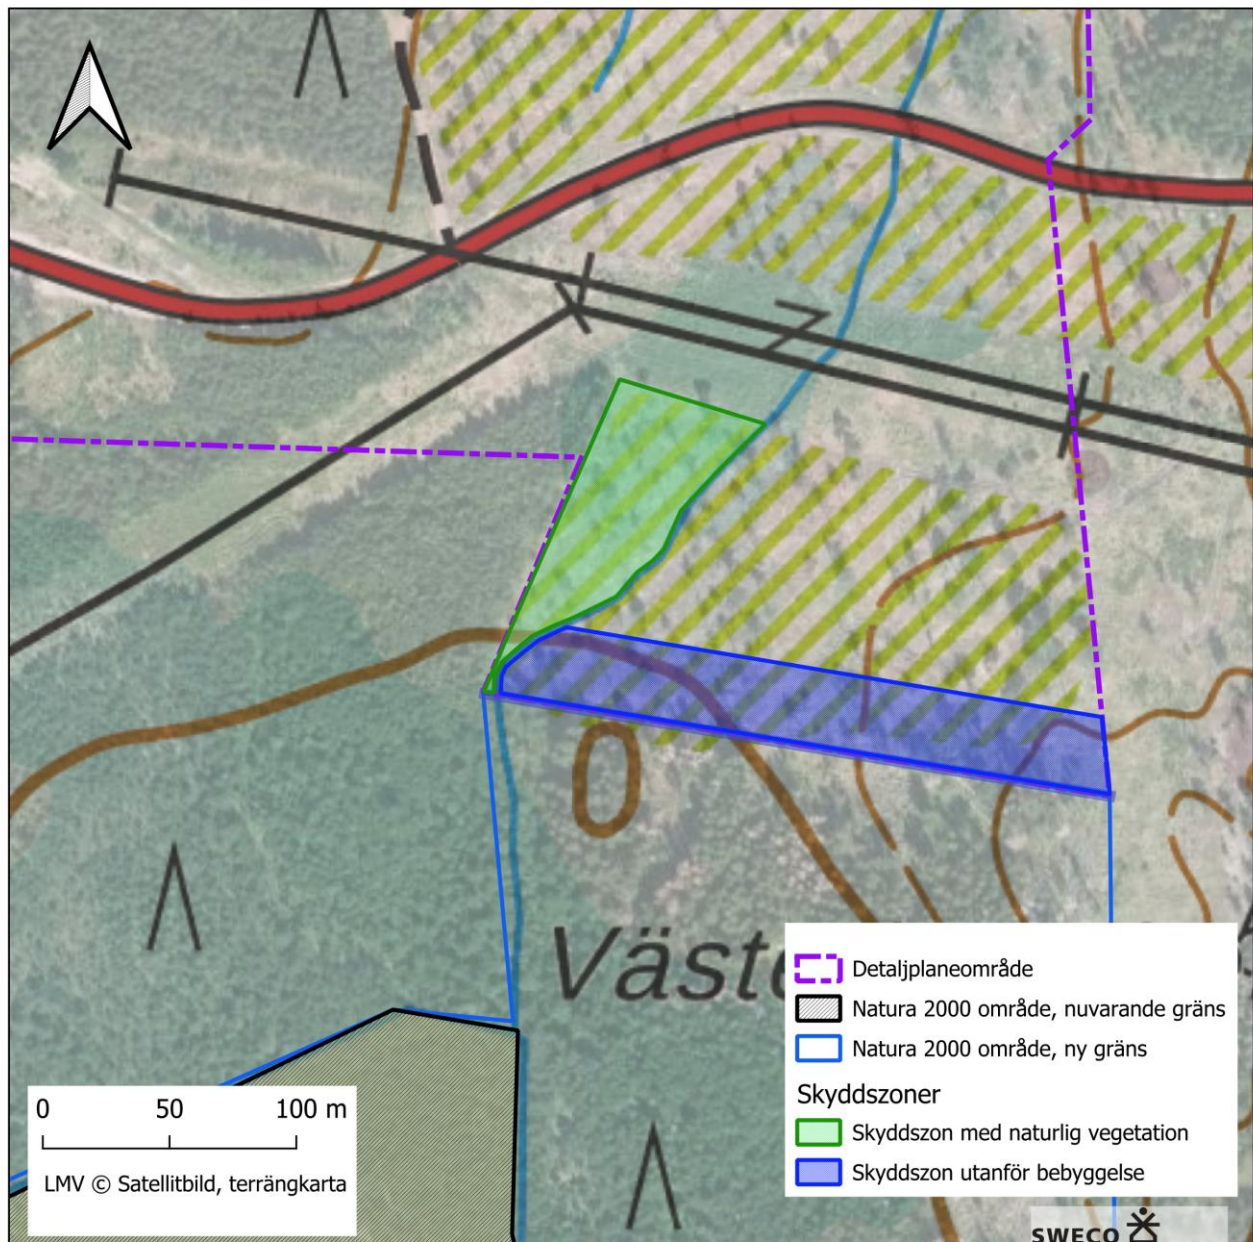 Väste
Detaljplaneområde
Natura 2000 område, nuvarande gräns
Natura 2000 område, ny gräns
Skyddszoner
Skyddszon med naturlig vegetation
Skyddszon utanför bebyggelse
0 50 100 m
LMV © Satellitbild, terrängkarta
SWECO